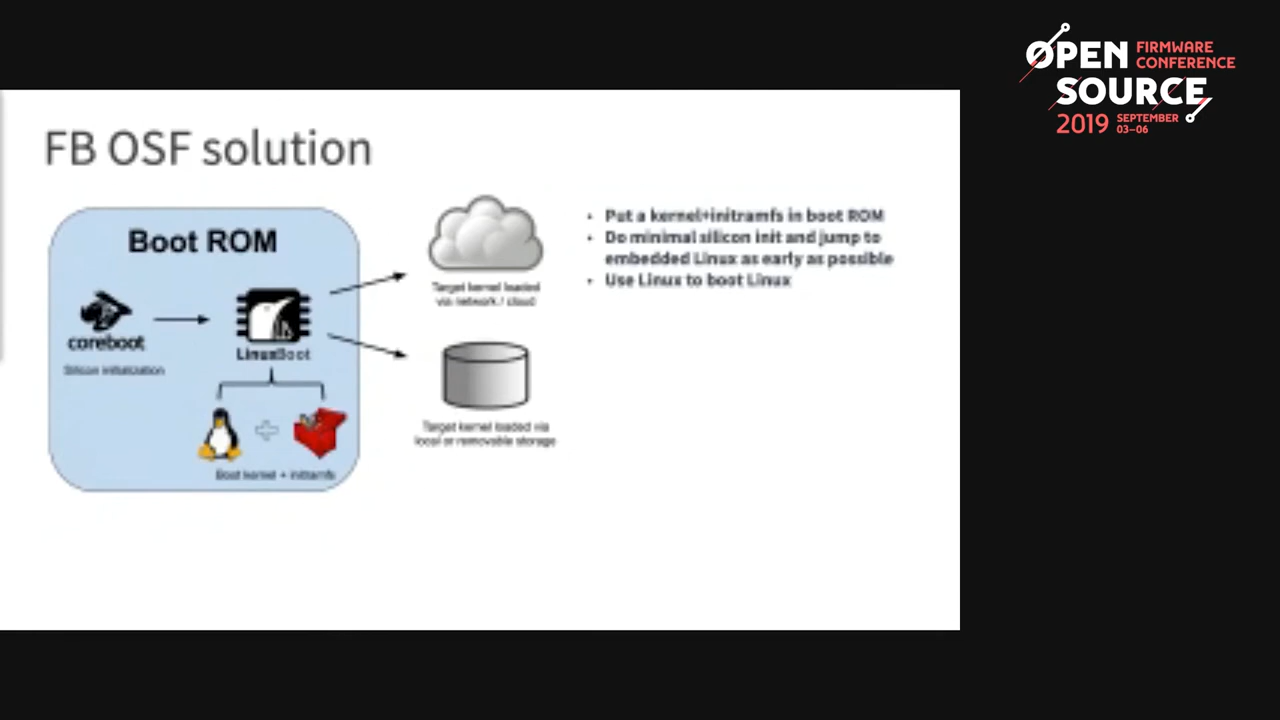 OPEN FIRMWARE
CONFERENCE
SOURCE
2019 SEPTEMBER
03–06
FB OSF solution
Boot ROM
coreboot
Silicon initialization
LinuxBoot
Boot kernel + initramfs
Target kernel loaded
via network / cloud
Target kernel loaded via
local or removable storage
• Put a kernel+initramfs in boot ROM
• Do minimal silicon init and jump to
embedded Linux as early as possible
• Use Linux to boot Linux